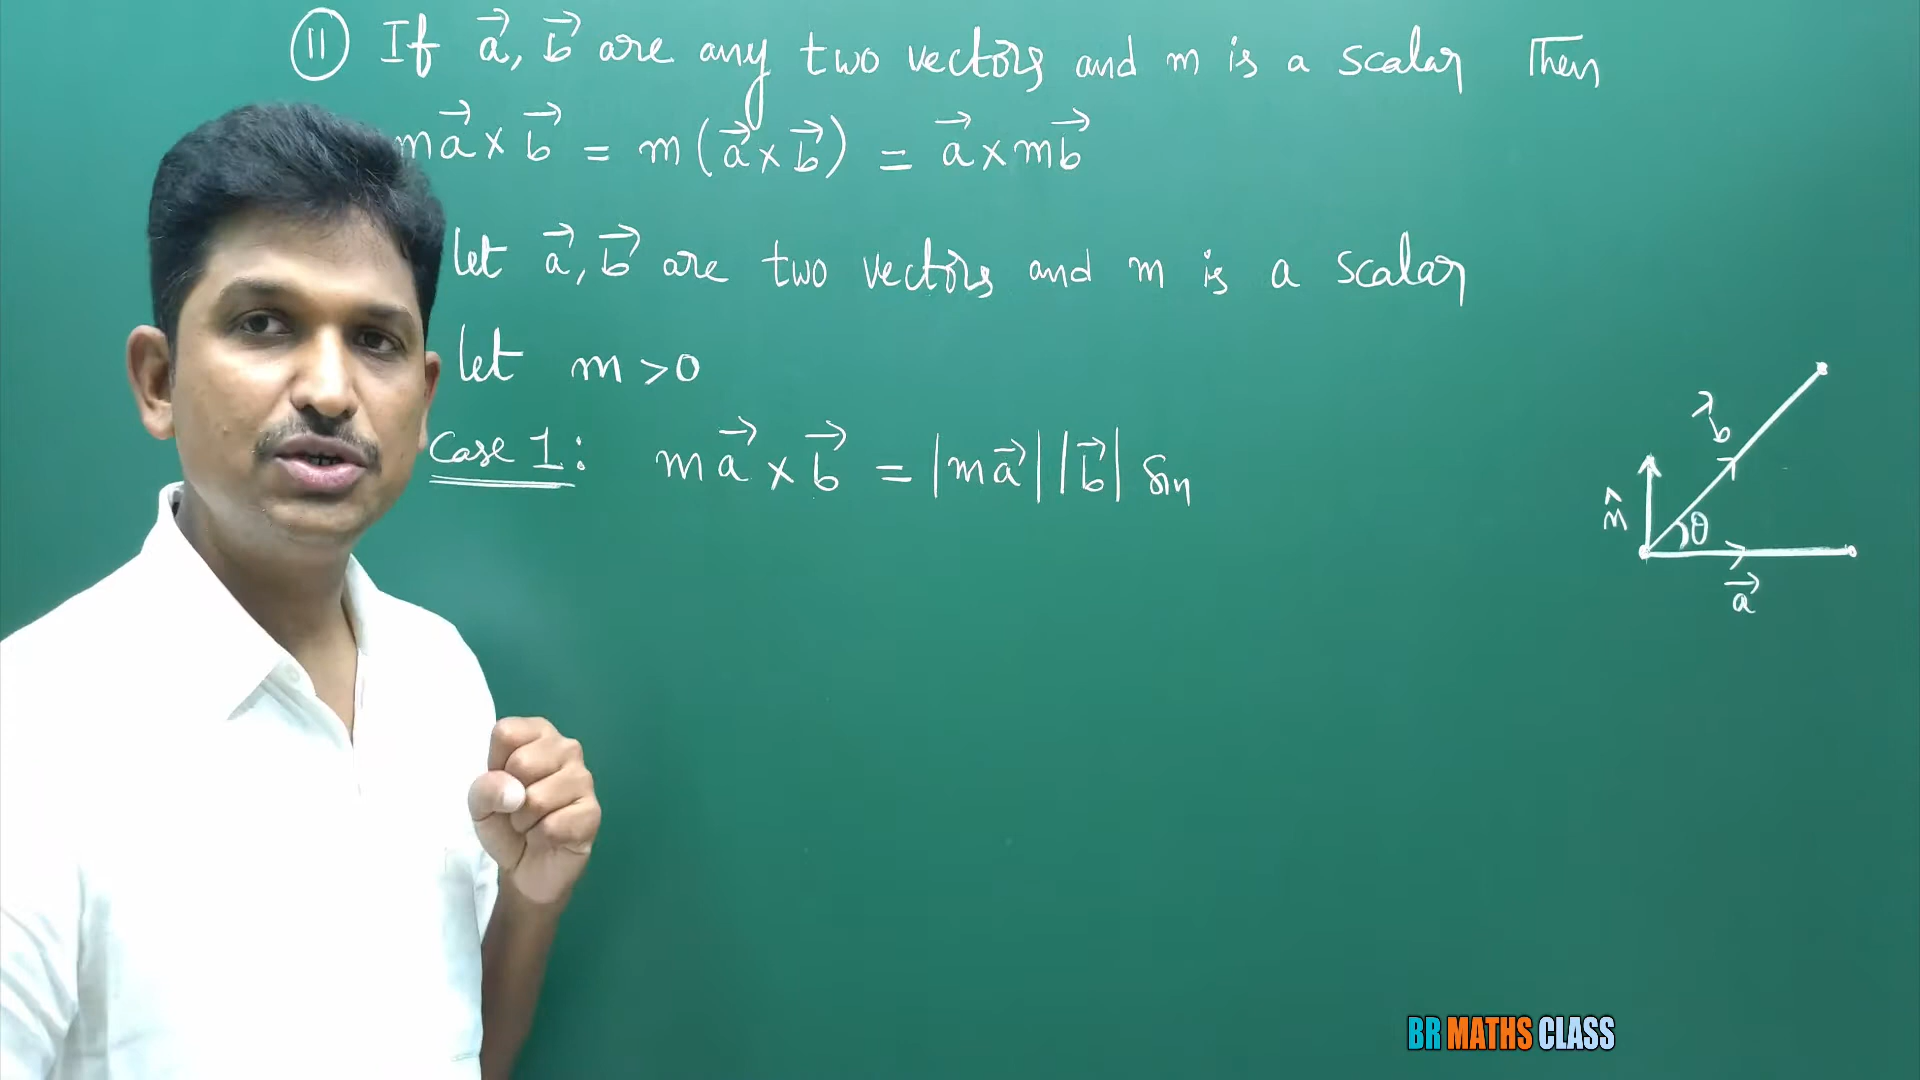 11 If a⃗, b⃗ are any two vectors and m is a scalar Then
ma⃗ × b⃗ = m(a⃗ × b⃗) = a⃗ × mb⃗
let a⃗, b⃗ are two vectors and m is a scalar
let m > 0
Case 1: ma⃗ × b⃗ = |ma⃗| |b⃗| Sin
b⃗
n̂
θ
a⃗
BR MATHS CLASS